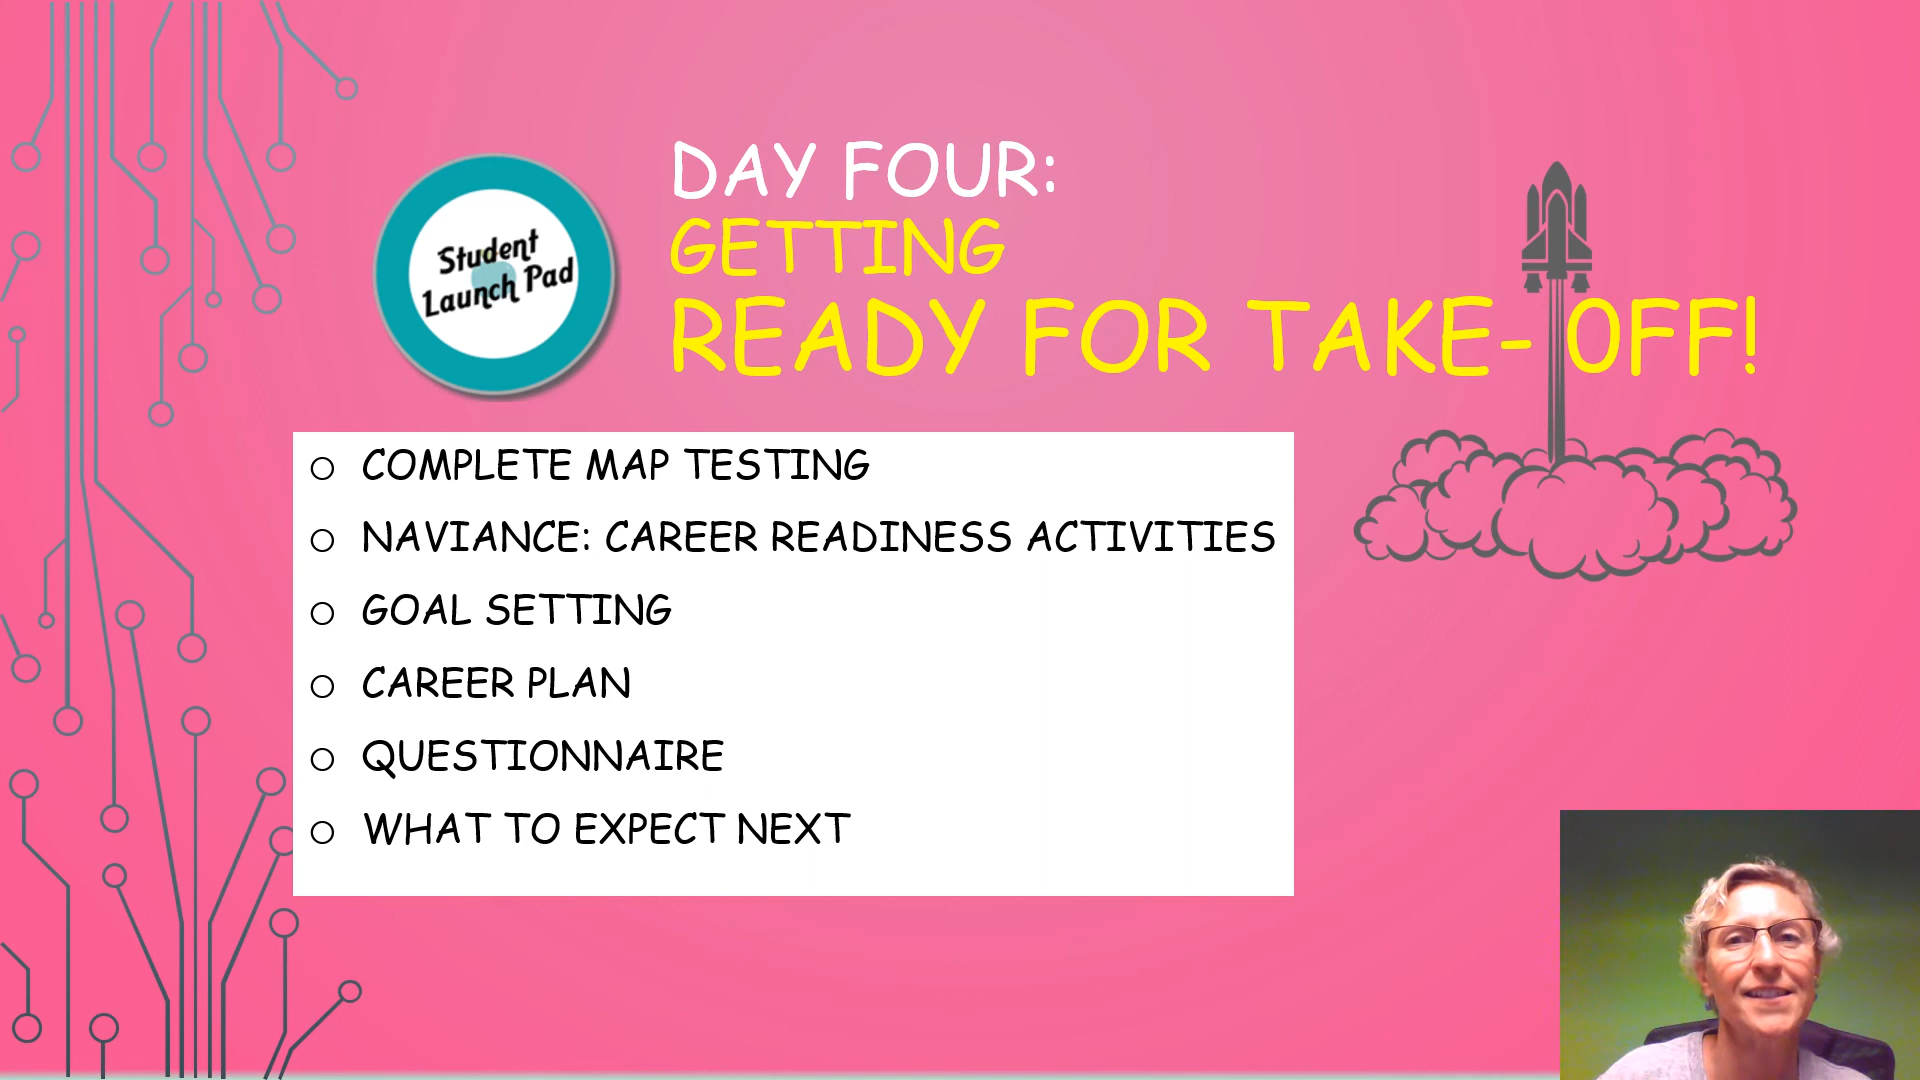 Student
Launch Pad
DAY FOUR:
GETTING
READY FOR TAKE- OFF!
COMPLETE MAP TESTING
NAVIANCE: CAREER READINESS ACTIVITIES
GOAL SETTING
CAREER PLAN
QUESTIONNAIRE
WHAT TO EXPECT NEXT